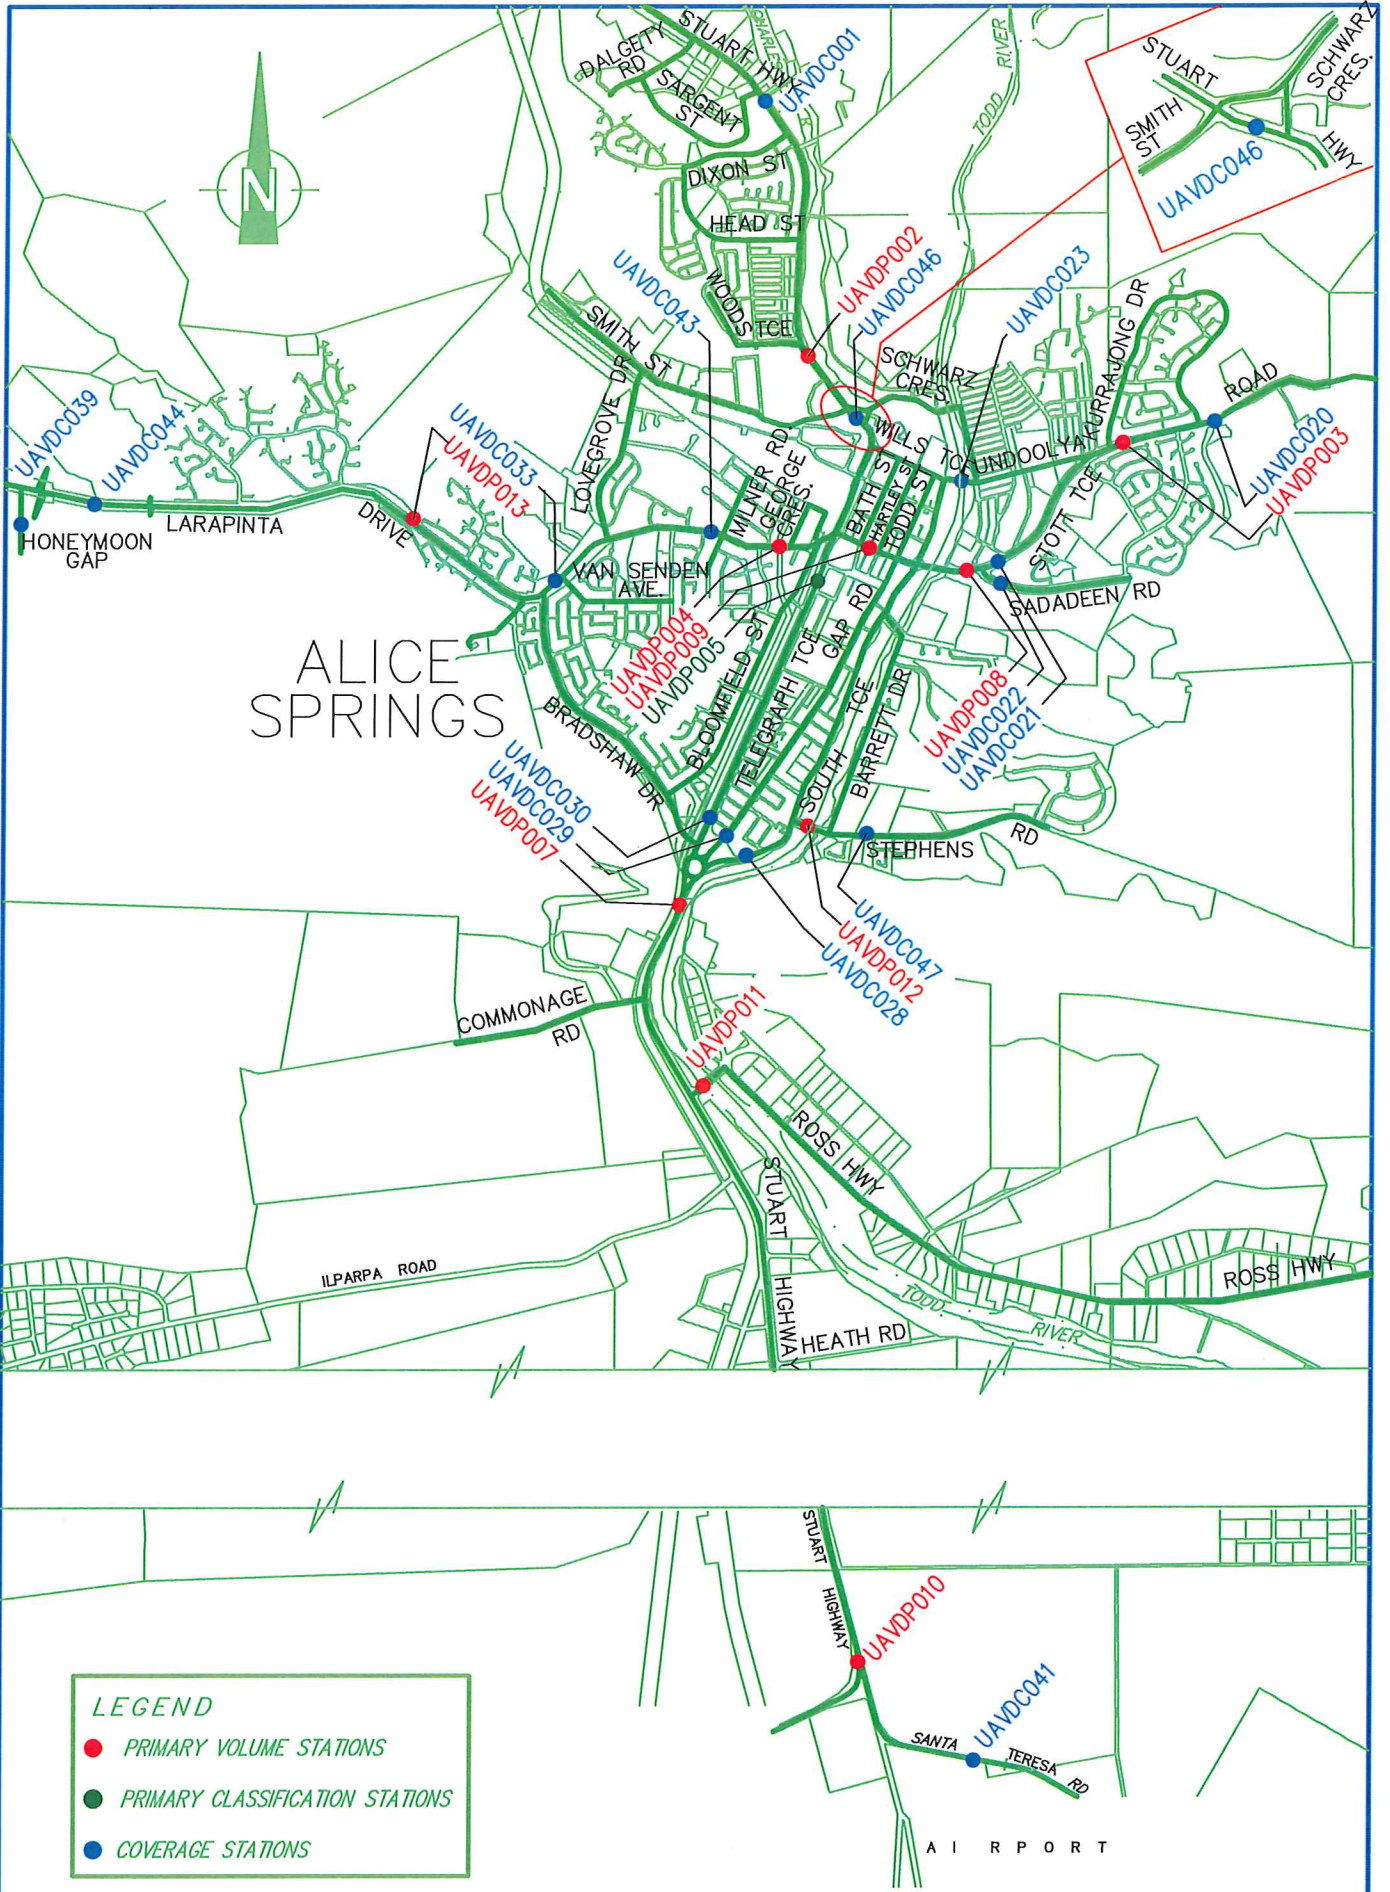 STUART HWY
CHARLES
DALGETY
RD
SARGENT
ST
UAVDC001
TODD RIVER
STUART
SCHWARZ
CRES.
SMITH
ST
HWY
UAVDC046
DIXON ST
HEAD ST
WOODS TCE
UAVDP002
UAVDC046
UAVDC023
UAVDC043
SMITH ST
SCHWARZ
CRES.
KURRAJONG DR
ROAD
UAVDC039
UAVDC044
UAVDC033
UAVDP013
LOVEGROVE DR
MILNER RD.
GEORGE
CRES.
WILLS TCE
UNDOOLYA
BATH ST
HARTLEY ST
TODD ST
STOTT TCE
UAVDC020
UAVDP003
LARAPINTA
DRIVE
HONEYMOON
GAP
VAN SENDEN
AVE.
SADADEEN RD
ALICE
SPRINGS
UAVDP004
UAVDP009
UAVDP005
BLOOMFIELD ST
TELEGRAPH TCE
GAP RD
SOUTH TCE
BARRETT DR
UAVDP008
UAVDC022
UAVDC021
BRADSHAW DR
UAVDC030
UAVDC029
UAVDP007
STEPHENS
RD
UAVDC047
UAVDP012
UAVDC028
COMMONAGE
RD
UAVDP011
ROSS HWY
STUART
HIGHWAY
ILPARPA ROAD
ROSS HWY
TODD
RIVER
HEATH RD
STUART
HIGHWAY
UAVDP010
UAVDC041
SANTA
TERESA
RD
AIRPORT
LEGEND
PRIMARY VOLUME STATIONS
PRIMARY CLASSIFICATION STATIONS
COVERAGE STATIONS
N